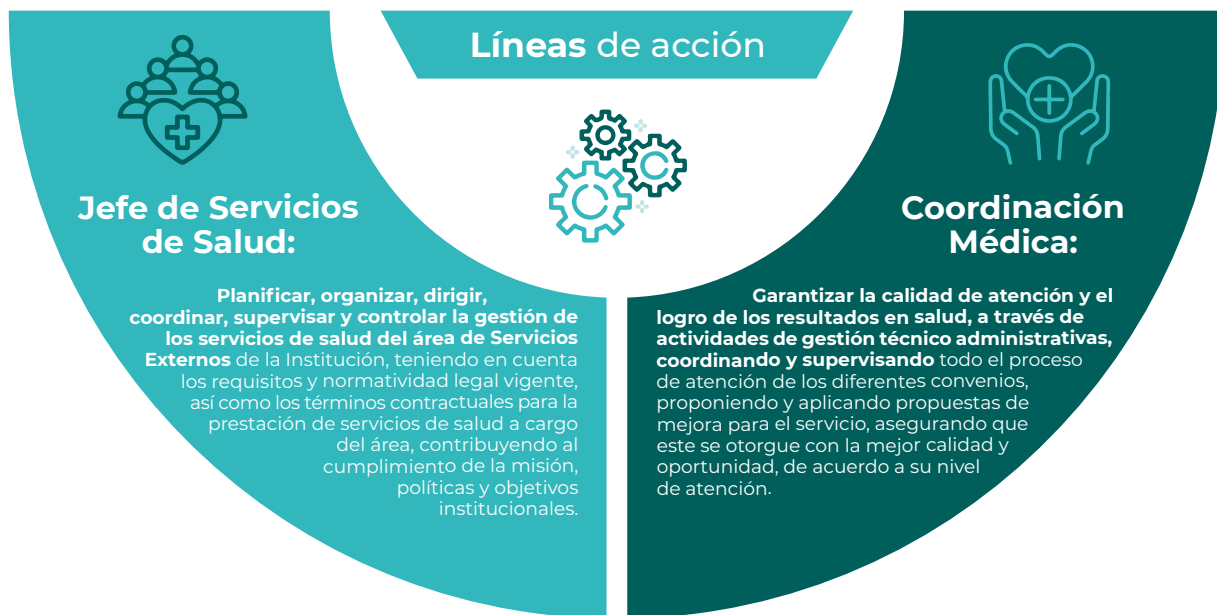 Líneas de acción
Jefe de Servicios
de Salud:
Planificar, organizar, dirigir,
coordinar, supervisar y controlar la gestión de
los servicios de salud del área de Servicios
Externos de la Institución, teniendo en cuenta
los requisitos y normatividad legal vigente,
así como los términos contractuales para la
prestación de servicios de salud a cargo
del área, contribuyendo al
cumplimiento de la misión,
políticas y objetivos
institucionales.
Coordinación
Médica:
Garantizar la calidad de atención y el
logro de los resultados en salud, a través de
actividades de gestión técnico administrativas,
coordinando y supervisando todo el proceso
de atención de los diferentes convenios,
proponiendo y aplicando propuestas de
mejora para el servicio, asegurando que
este se otorgue con la mejor calidad y
oportunidad, de acuerdo a su nivel
de atención.